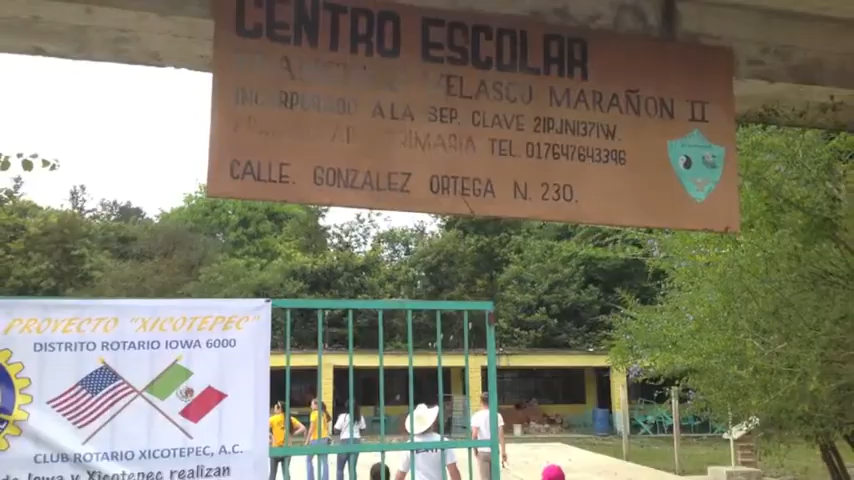 CENTRO ESCOLAR
VELASCO MARAÑON II
INCORPORADO A LA SEP. CLAVE 21PJN1371W.
TEL. 017647643396
CALLE. GONZALEZ ORTEGA N. 230.
PROYECTO "XICOTEPEC"
DISTRITO ROTARIO IOWA 6000
CLUB ROTARIO XICOTEPEC, A.C.
de Iowa y Xicotepec realizan